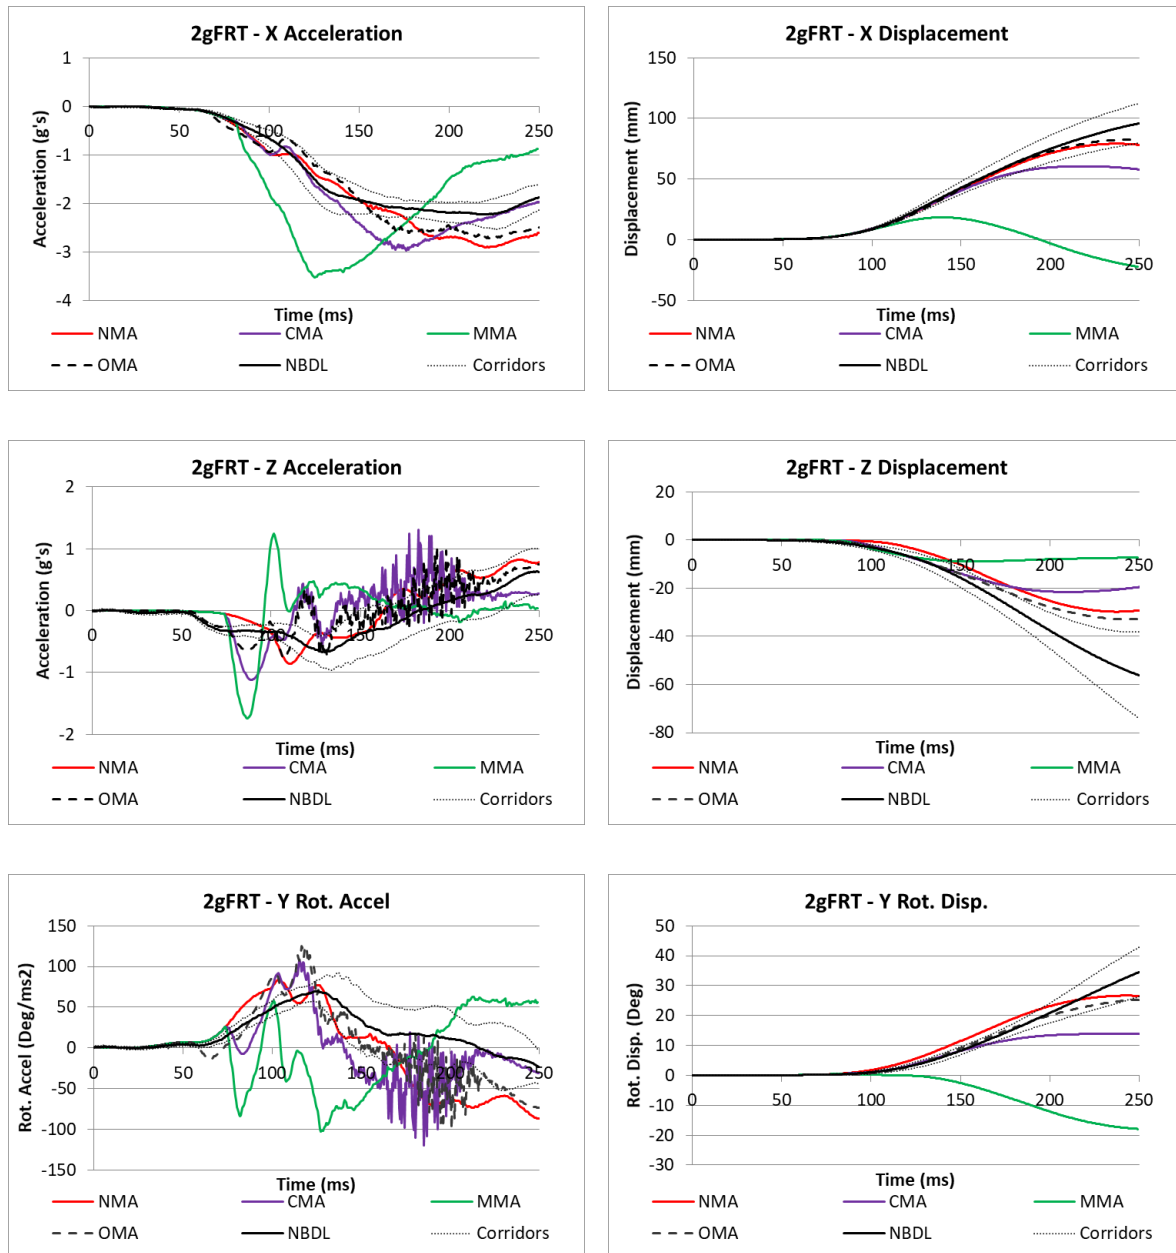 2gFRT - X Acceleration
Acceleration (g's)
1
0
-1
-2
-3
-4
0 50 100 150 200 250
Time (ms)
NMA CMA MMA
OMA NBDL Corridors
2gFRT - X Displacement
Displacement (mm)
150
100
50
0
-50
0 50 100 150 200 250
Time (ms)
NMA CMA MMA
OMA NBDL Corridors
2gFRT - Z Acceleration
Acceleration (g's)
2
1
0
-1
-2
0 50 100 150 200 250
Time (ms)
NMA CMA MMA
OMA NBDL Corridors
2gFRT - Z Displacement
Displacement (mm)
20
0
-20
-40
-60
-80
0 50 100 150 200 250
Time (ms)
NMA CMA MMA
OMA NBDL Corridors
2gFRT - Y Rot. Accel
Rot. Accel (Deg/ms2)
150
100
50
0
-50
-100
-150
0 50 100 150 200 250
Time (ms)
NMA CMA MMA
OMA NBDL Corridors
2gFRT - Y Rot. Disp.
Rot. Disp. (Deg)
50
40
30
20
10
0
-10
-20
-30
0 50 100 150 200 250
Time (ms)
NMA CMA MMA
OMA NBDL Corridors